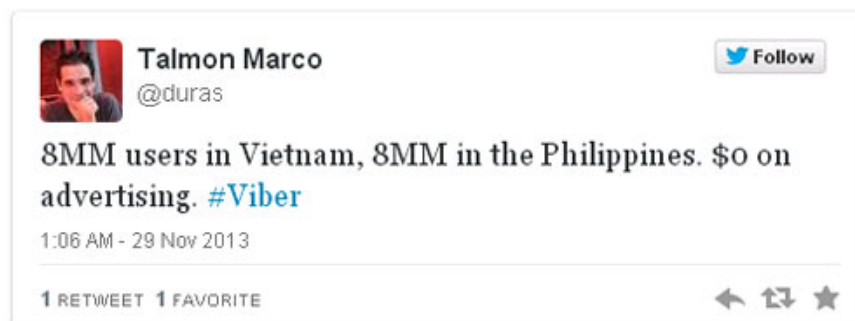 Talmon Marco
Follow
@duras
8MM users in Vietnam, 8MM in the Philippines. $0 on
advertising. #Viber
1:06 AM - 29 Nov 2013
1 RETWEET 1 FAVORITE